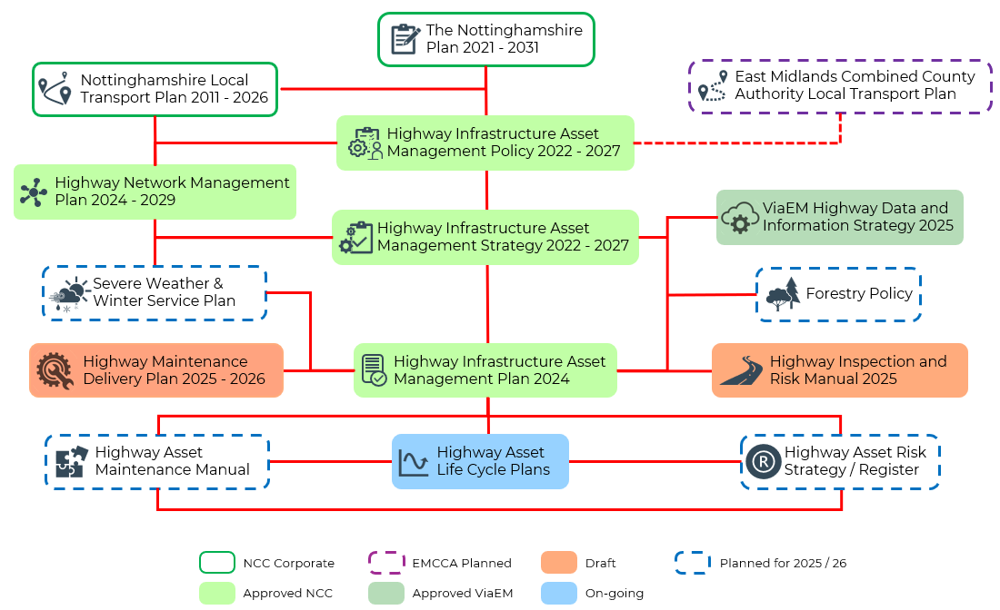 The Nottinghamshire
Plan 2021 - 2031
Nottinghamshire Local
Transport Plan 2011 - 2026
East Midlands Combined County
Authority Local Transport Plan
Highway Infrastructure Asset
Management Policy 2022 - 2027
Highway Network Management
Plan 2024 - 2029
Highway Infrastructure Asset
Management Strategy 2022 - 2027
ViaEM Highway Data and
Information Strategy 2025
Severe Weather &
Winter Service Plan
Forestry Policy
Highway Maintenance
Delivery Plan 2025 - 2026
Highway Infrastructure Asset
Management Plan 2024
Highway Inspection and
Risk Manual 2025
Highway Asset
Maintenance Manual
Highway Asset
Life Cycle Plans
R
Highway Asset Risk
Strategy / Register
NCC Corporate
EMCCA Planned
Draft
Planned for 2025 / 26
Approved NCC
Approved ViaEM
On-going